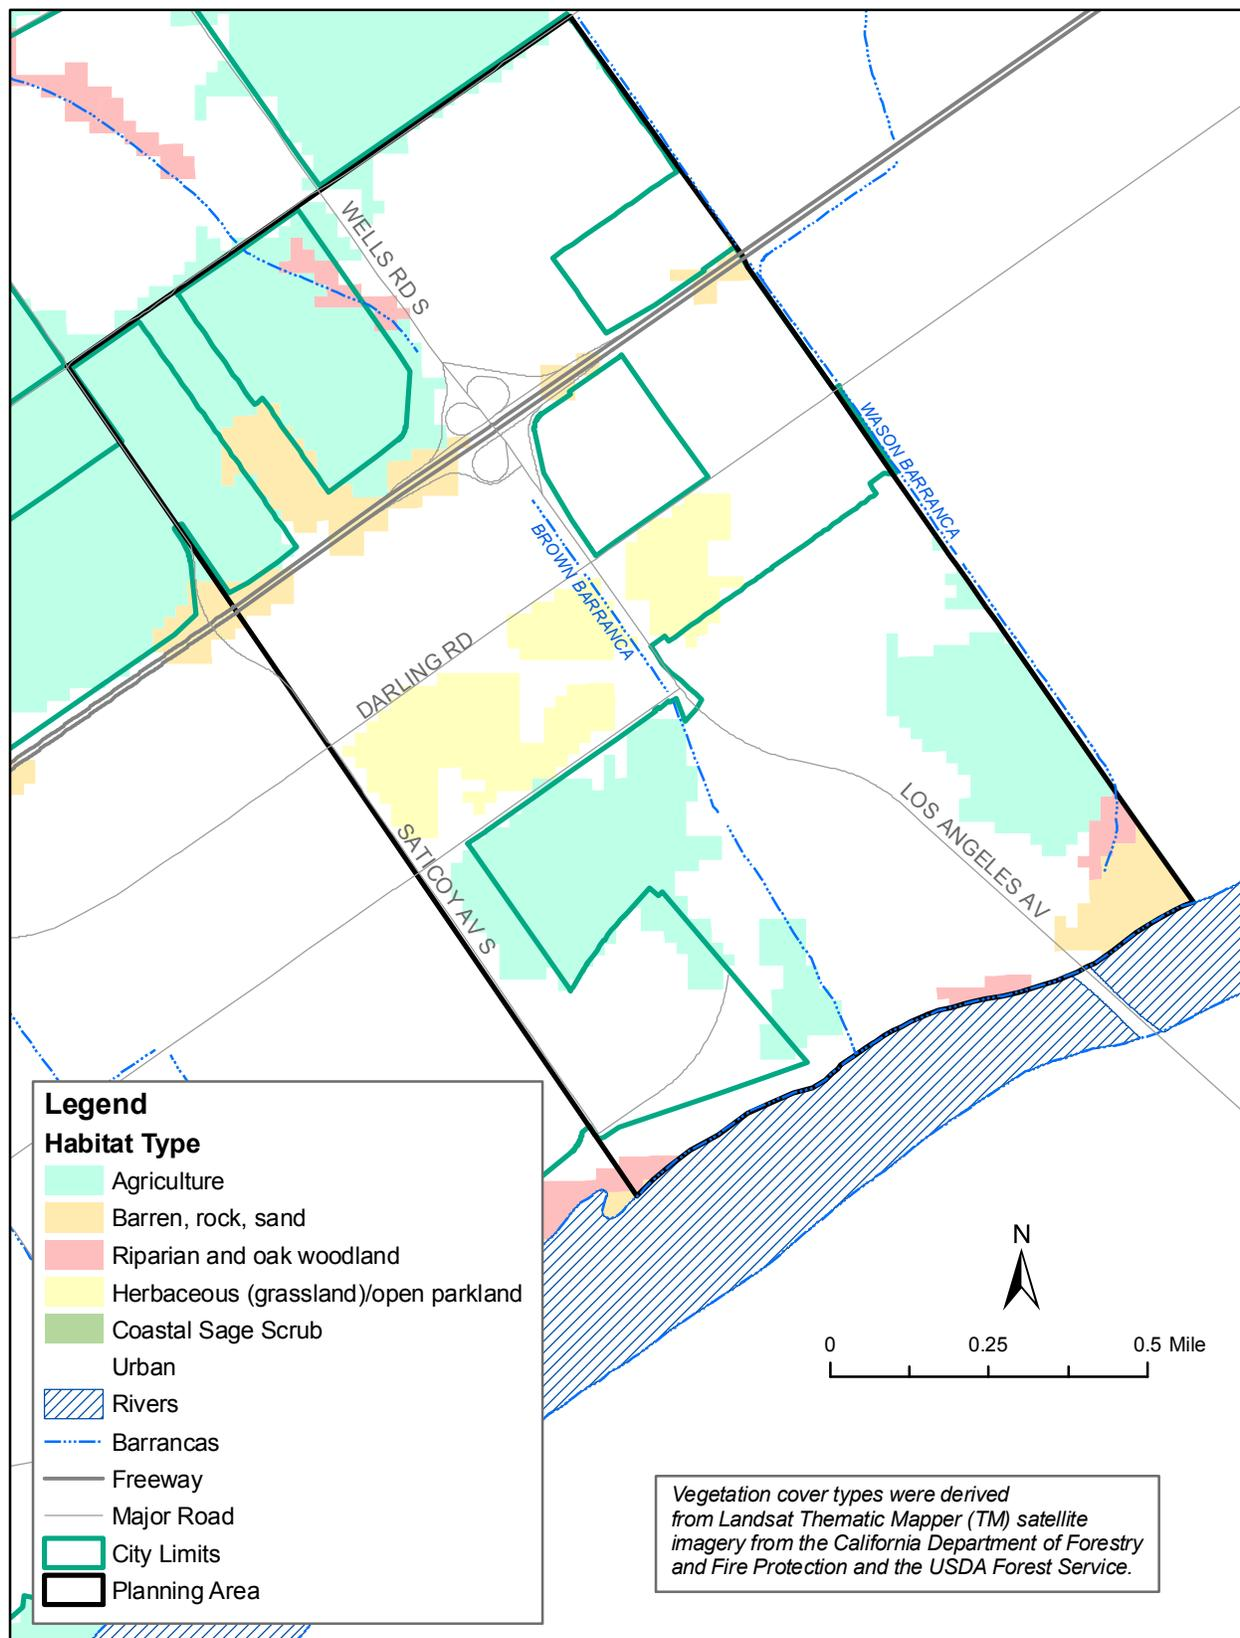 WELLS RD S
WASON BARRANCA
BROWN BARRANCA
DARLING RD
LOS ANGELES AV
SATICOY AV S
Legend
Habitat Type
Agriculture
Barren, rock, sand
Riparian and oak woodland
Herbaceous (grassland)/open parkland
Coastal Sage Scrub
Urban
Rivers
Barrancas
Freeway
Major Road
City Limits
Planning Area
N
0 0.25 0.5 Mile
Vegetation cover types were derived
from Landsat Thematic Mapper (TM) satellite
imagery from the California Department of Forestry
and Fire Protection and the USDA Forest Service.